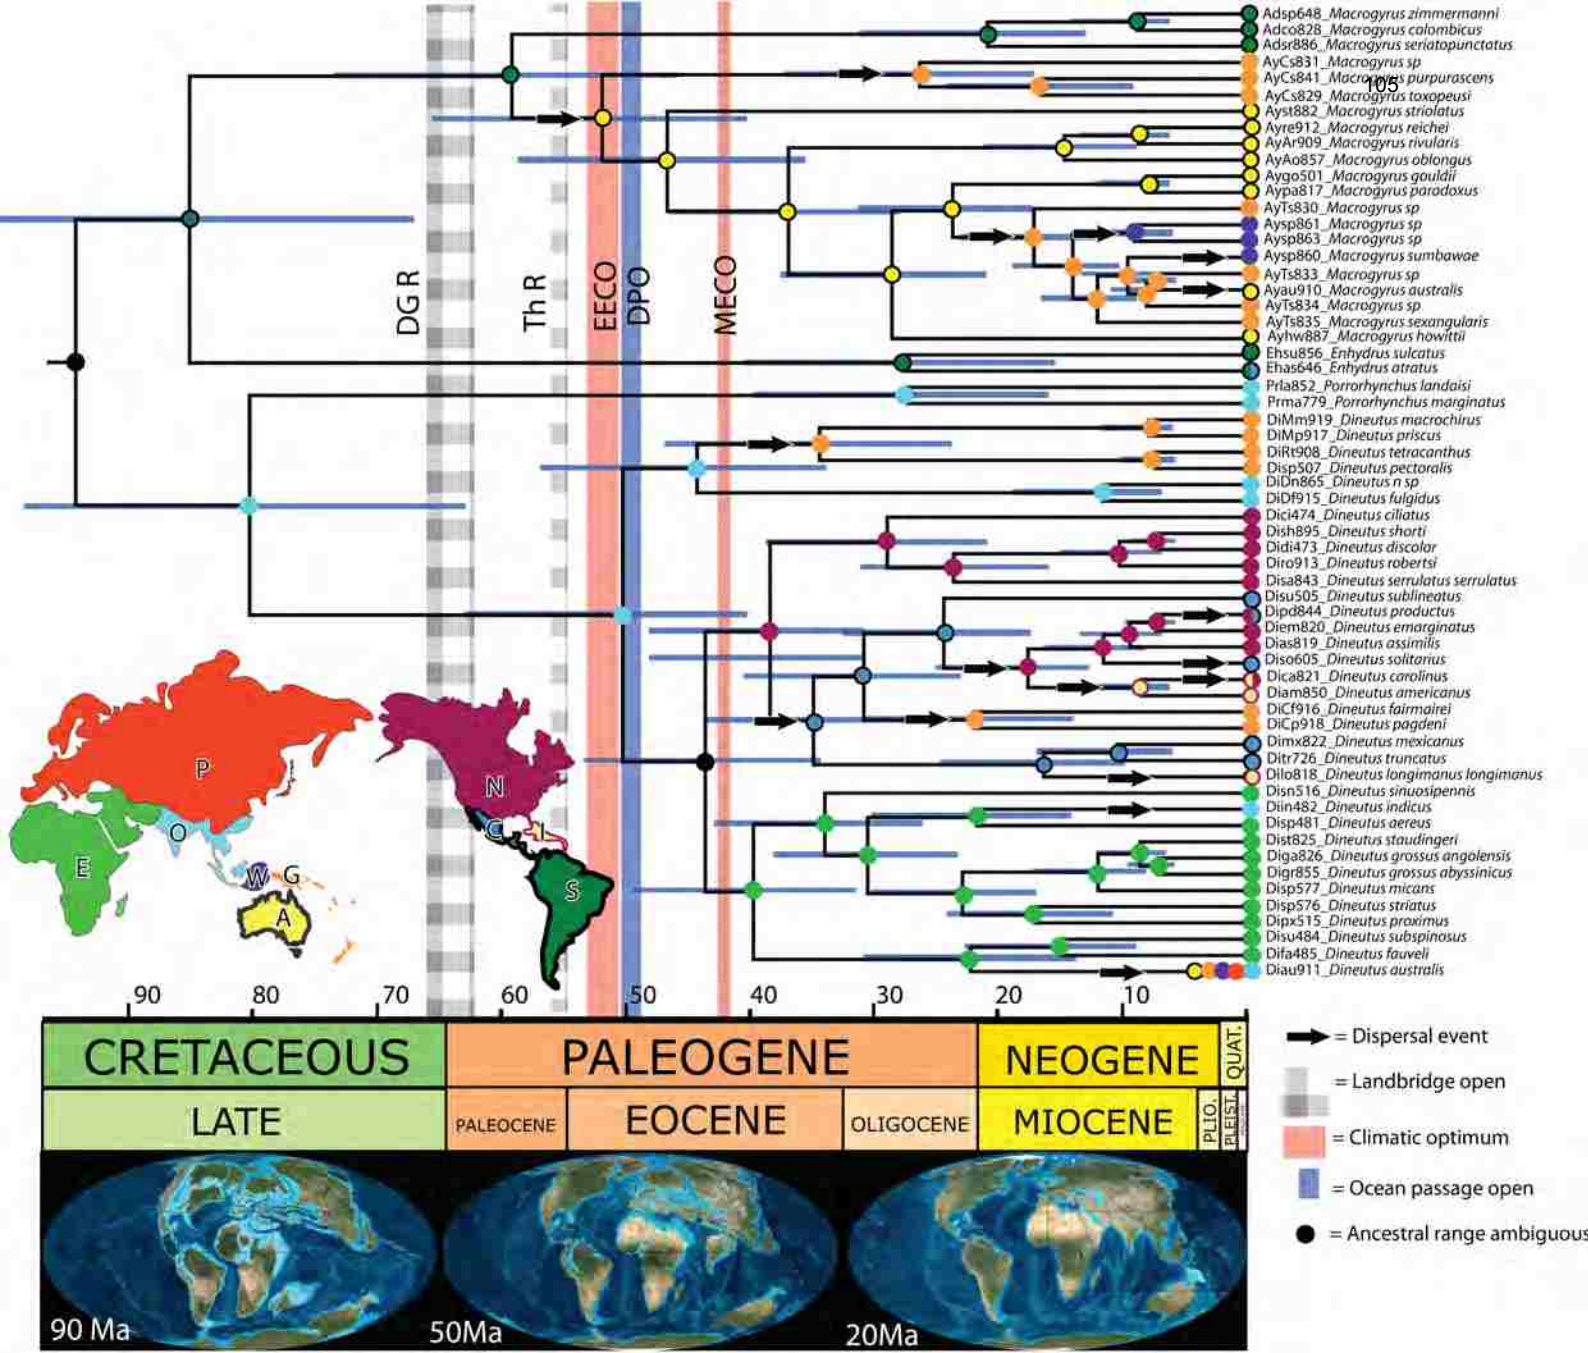 Adsp648_Macrogyrus zimmermanni
Adco828_Macrogyrus colombicus
Adsr886_Macrogyrus seriatopunctatus
AyCs831_Macrogyrus sp
AyCs841_Macrogyrus purpurascens
105
AyCs829_Macrogyrus toxopeusi
Ayst882_Macrogyrus striolatus
Ayre912_Macrogyrus reichei
AyAr909_Macrogyrus rivularis
AyAo857_Macrogyrus oblongus
Aygo501_Macrogyrus gouldii
Aypa817_Macrogyrus paradoxus
AyTs830_Macrogyrus sp
Aysp861_Macrogyrus sp
Aysp863_Macrogyrus sp
Aysp860_Macrogyrus sumbawae
AyTs833_Macrogyrus sp
Ayau910_Macrogyrus australis
AyTs834_Macrogyrus sp
AyTs835_Macrogyrus sexangularis
Ayhw887_Macrogyrus howittii
Ehsu856_Enhydrus sulcatus
Ehas646_Enhydrus atratus
Prla852_Porrorhynchus landaisi
Prma779_Porrorhynchus marginatus
DiMm919_Dineutus macrochirus
DiMp917_Dineutus priscus
DiRt908_Dineutus tetracanthus
Disp507_Dineutus pectoralis
DiDn865_Dineutus n sp
DiDf915_Dineutus fulgidus
Dici474_Dineutus ciliatus
Dish895_Dineutus shorti
Didi473_Dineutus discolar
Diro913_Dineutus robertsi
Disa843_Dineutus serrulatus serrulatus
Disu505_Dineutus sublineatus
Dipd844_Dineutus productus
Diem820_Dineutus emarginatus
Dias819_Dineutus assimilis
Diso605_Dineutus solitarius
Dica821_Dineutus carolinus
Diam850_Dineutus americanus
DiCf916_Dineutus fairmairei
DiCp918_Dineutus pagdeni
Dimx822_Dineutus mexicanus
Ditr726_Dineutus truncatus
Dilo818_Dineutus longimanus longimanus
Disn516_Dineutus sinuosipennis
Diin482_Dineutus indicus
Disp481_Dineutus aereus
Dist825_Dineutus staudingeri
Diga826_Dineutus grossus angolensis
Digr855_Dineutus grossus abyssinicus
Disp577_Dineutus micans
Disp576_Dineutus striatus
Dipx515_Dineutus proximus
Disu484_Dineutus subspinosus
Difa485_Dineutus fauveli
Diau911_Dineutus australis
DG R
Th R
EECO
DPO
MECO
P
N
O
C
I
E
W
G
S
A
90 80 70 60 50 40 30 20 10
CRETACEOUS PALEOGENE NEOGENE QUAT.
LATE PALEOCENE EOCENE OLIGOCENE MIOCENE PLIO. PLEIST.
90 Ma 50Ma 20Ma
= Dispersal event
= Landbridge open
= Climatic optimum
= Ocean passage open
= Ancestral range ambiguous